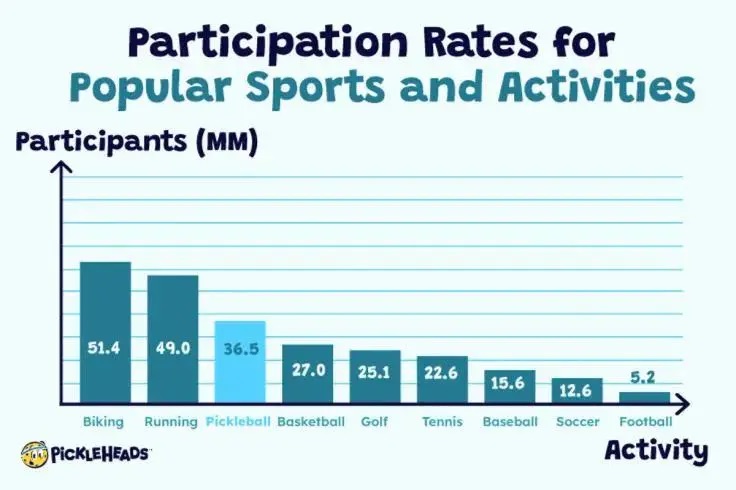 Participation Rates for
Popular Sports and Activities
Participants (MM)
51.4 49.0 36.5 27.0 25.1 22.6 15.6 12.6 5.2
Biking Running Pickleball Basketball Golf Tennis Baseball Soccer Football
PICKLEHEADS
Activity